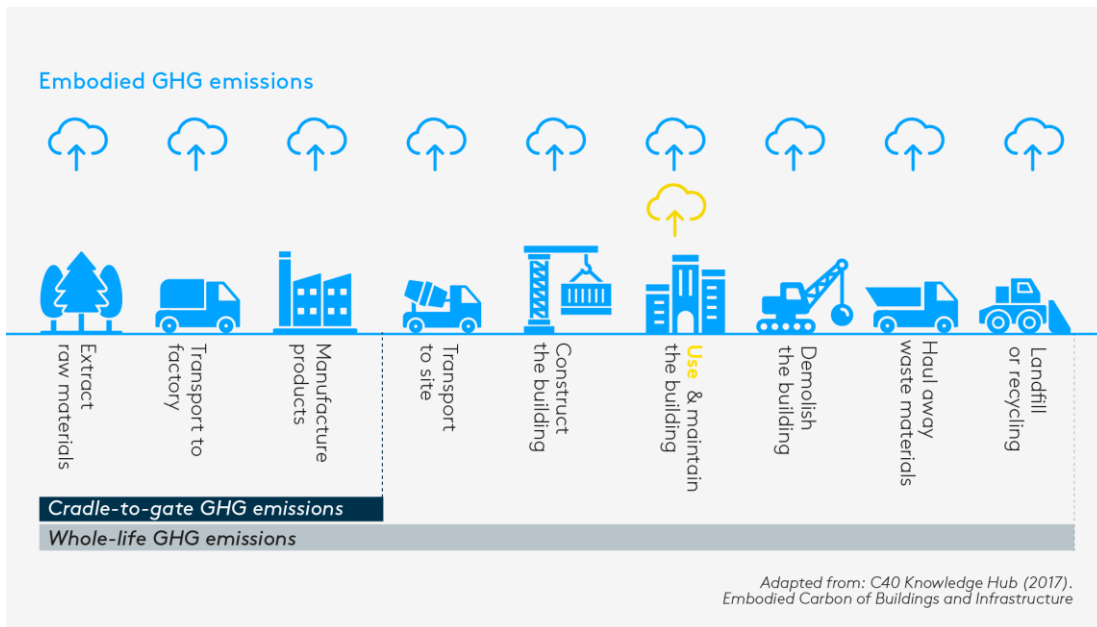 Embodied GHG emissions
Extract
raw materials
Transport to
factory
Manufacture
products
Transport
to site
Construct
the building
Use & maintain
the building
Demolish
the building
Haul away
waste materials
Landfill
or recycling
Cradle-to-gate GHG emissions
Whole-life GHG emissions
Adapted from: C40 Knowledge Hub (2017).
Embodied Carbon of Buildings and Infrastructure